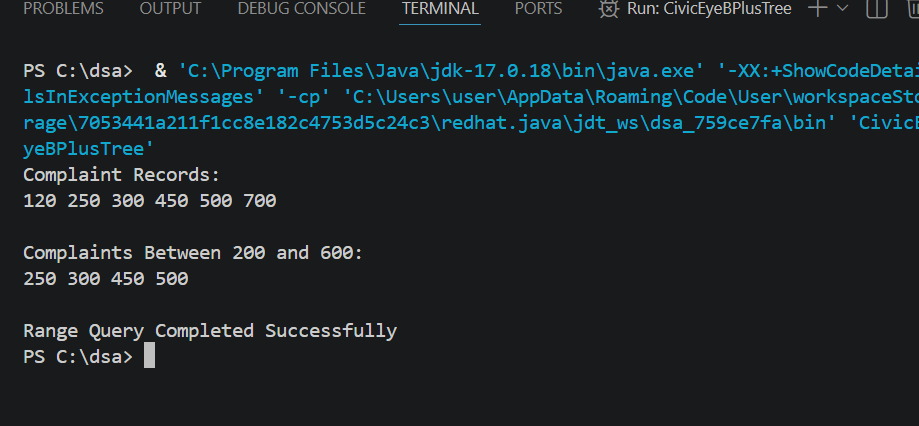 PROBLEMS OUTPUT DEBUG CONSOLE TERMINAL PORTS Run: CivicEyeBPlusTree
PS C:\dsa>  & 'C:\Program Files\Java\jdk-17.0.18\bin\java.exe' '-XX:+ShowCodeDetai
lsInExceptionMessages' '-cp' 'C:\Users\user\AppData\Roaming\Code\User\workspaceSto
rage\7053441a211f1cc8e182c4753d5c24c3\redhat.java\jdt_ws\dsa_759ce7fa\bin' 'CivicE
yeBPlusTree'
Complaint Records:
120 250 300 450 500 700
Complaints Between 200 and 600:
250 300 450 500
Range Query Completed Successfully
PS C:\dsa>